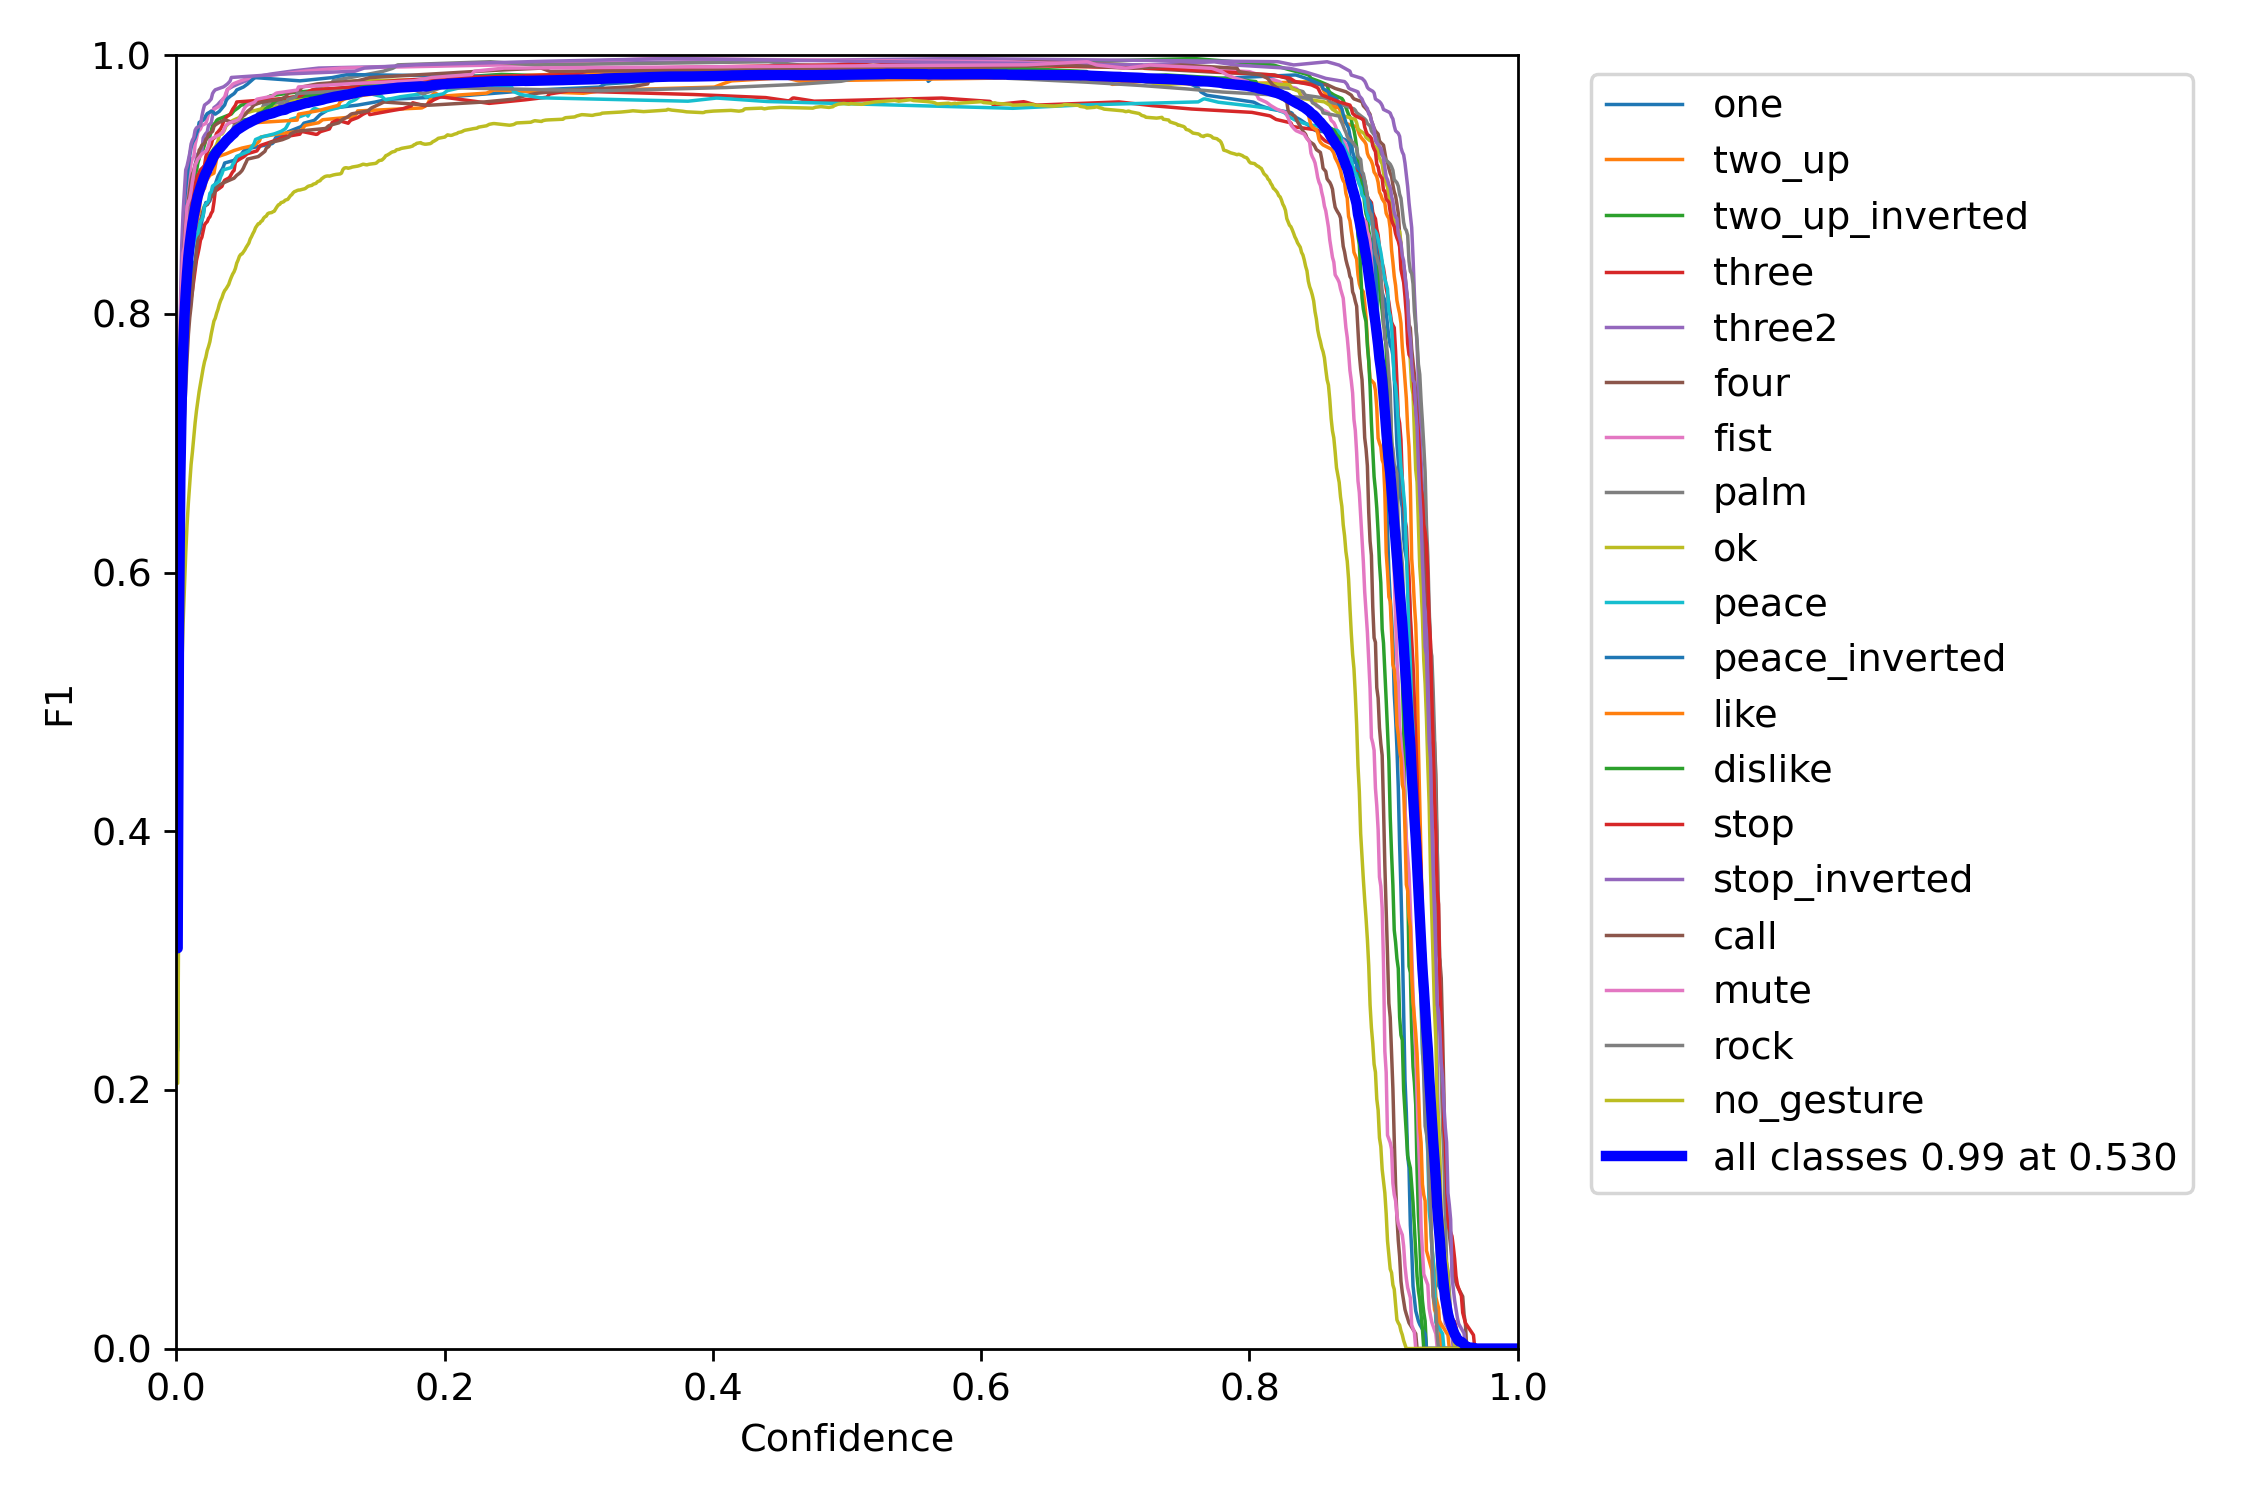 1.0
0.8
0.6
0.4
0.2
0.0
F1
0.0 0.2 0.4 0.6 0.8 1.0
Confidence
one
two_up
two_up_inverted
three
three2
four
fist
palm
ok
peace
peace_inverted
like
dislike
stop
stop_inverted
call
mute
rock
no_gesture
all classes 0.99 at 0.530